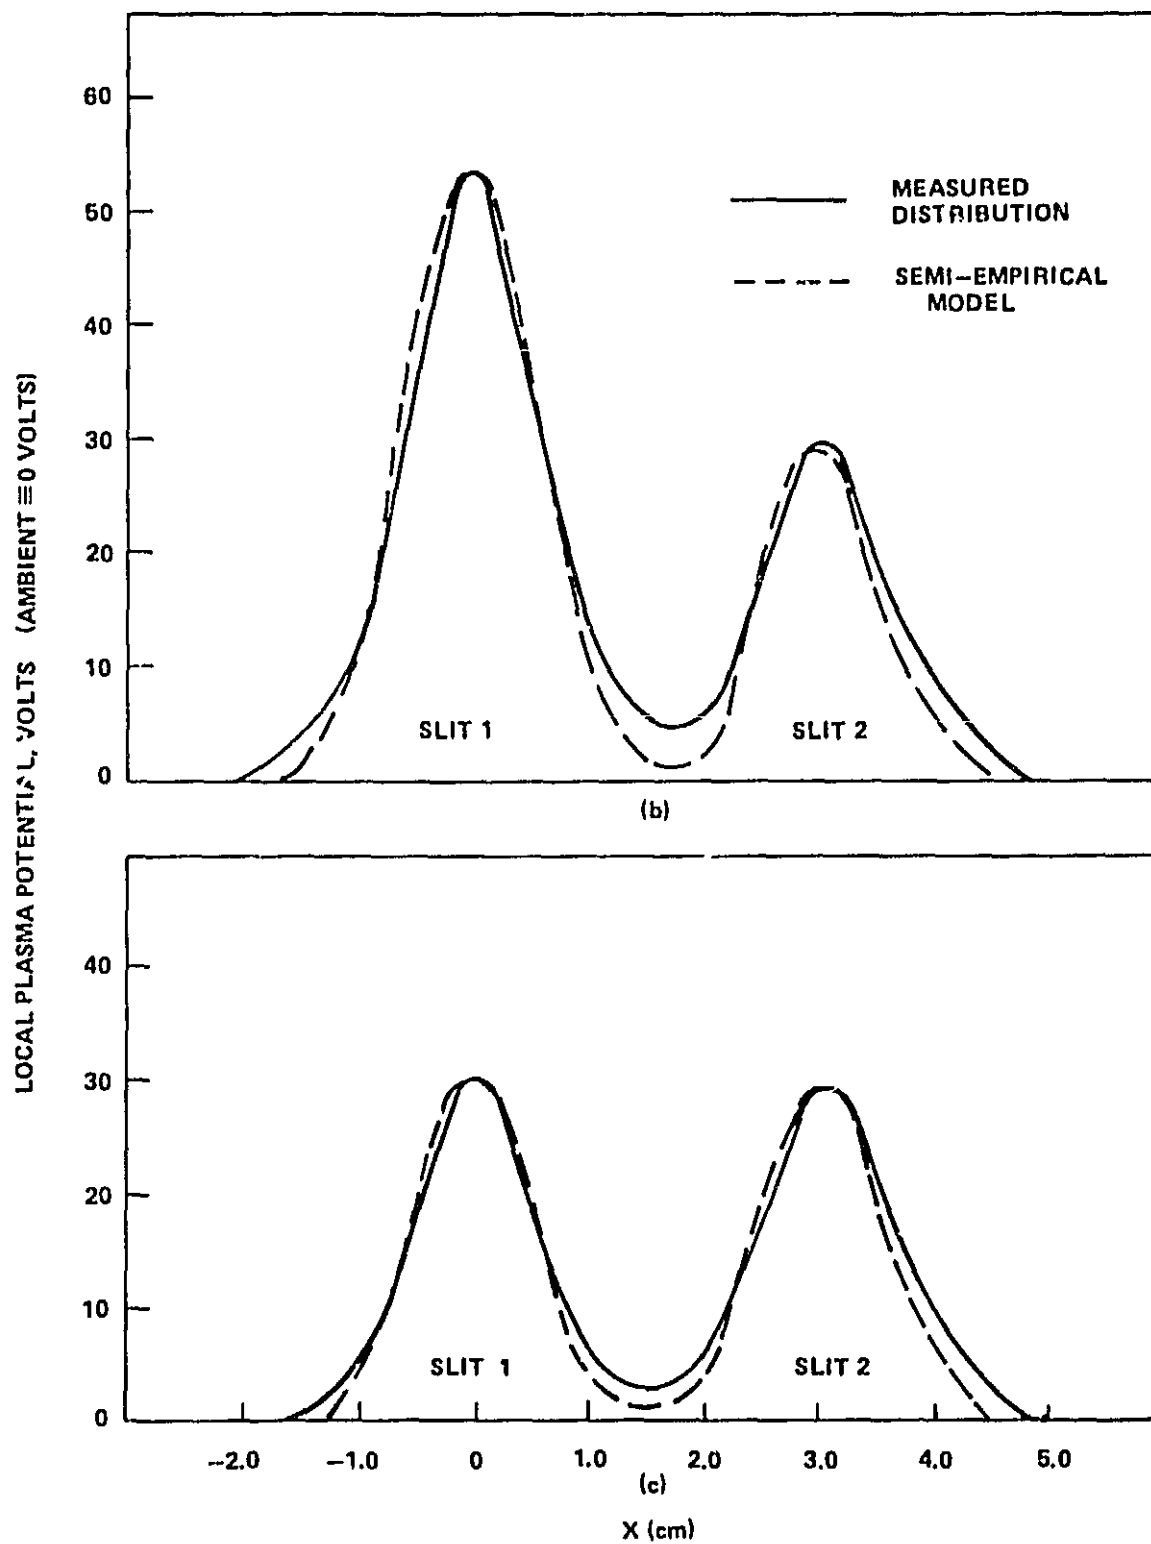 LOCAL PLASMA POTENTIAL, VOLTS (AMBIENT ≡ 0 VOLTS)
60
50
40
30
20
10
0
MEASURED
DISTRIBUTION
SEMI-EMPIRICAL
MODEL
SLIT 1
SLIT 2
(b)
40
30
20
10
0
SLIT 1
SLIT 2
-2.0 -1.0 0 1.0 2.0 3.0 4.0 5.0
(c)
X (cm)